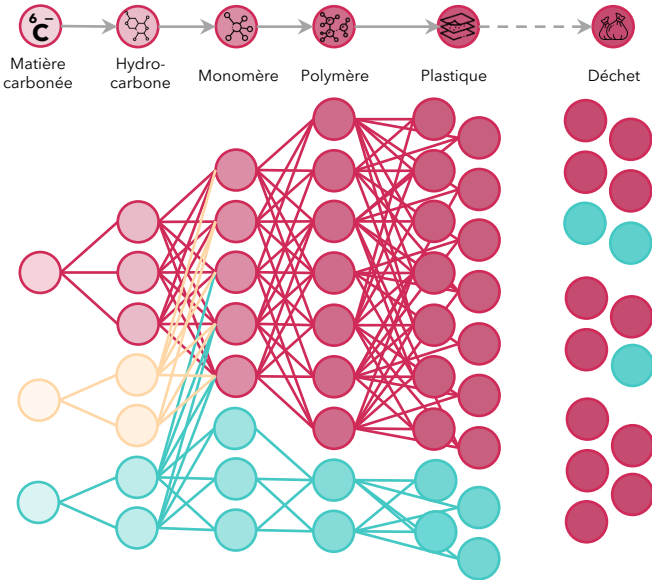 6 –
C
Matière
carbonée
Hydro-
carbone
Monomère
Polymère
Plastique
Déchet